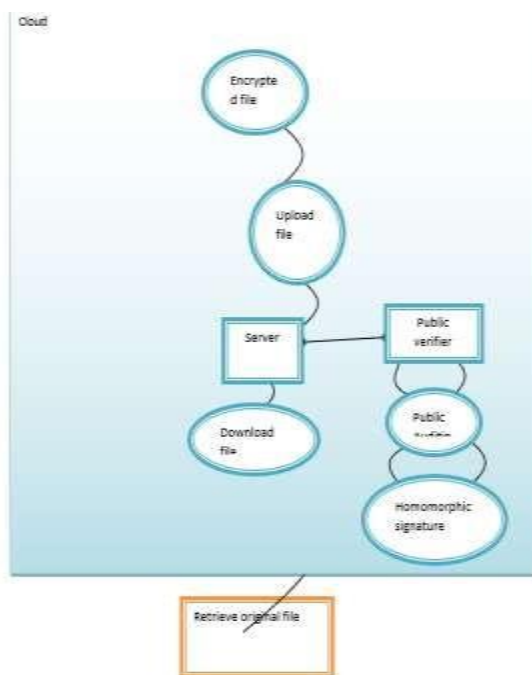 Cloud
Encrypte
d file
Upload
file
Server
Public
verifier
Download
file
Public
Homomorphic
signature
Retrieve original file